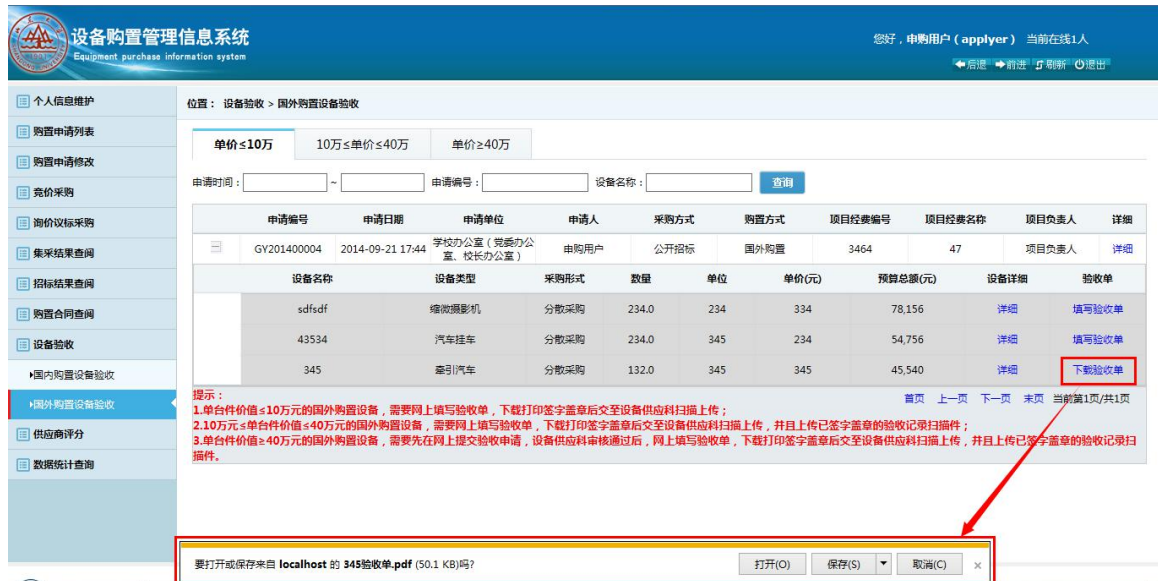 设备购置管理信息系统
Equipment purchase information system
您好，申购用户（applyer） 当前在线1人
后退 前进 刷新 退出
个人信息维护
购置申请列表
购置申请修改
竞价采购
询价议标采购
集采结果查阅
招标结果查阅
购置合同查阅
设备验收
国内购置设备验收
国外购置设备验收
供应商评分
数据统计查询
位置： 设备验收 > 国外购置设备验收
单价≤10万 10万≤单价≤40万 单价≥40万
申请时间： ~ 申请编号： 设备名称： 查询
申请编号 申请日期 申请单位 申请人 采购方式 购置方式 项目经费编号 项目经费名称 项目负责人 详细
GY201400004 2014-09-21 17:44 学校办公室（党委办公室、校长办公室） 申购用户 公开招标 国外购置 3464 47 项目负责人 详细
设备名称 设备类型 采购形式 数量 单位 单价(元) 预算总额(元) 设备详细 验收单
sdfsdf 缩微摄影机 分散采购 234.0 234 334 78,156 详细 填写验收单
43534 汽车挂车 分散采购 234.0 345 234 54,756 详细 填写验收单
345 牵引汽车 分散采购 132.0 345 345 45,540 详细 下载验收单
首页 上一页 下一页 末页 当前第1页/共1页
提示：
1.单台件价值≤10万元的国外购置设备，需要网上填写验收单，下载打印签字盖章后交至设备供应科扫描上传；
2.10万元≤单台件价值≤40万元的国外购置设备，需要网上填写验收单，下载打印签字盖章后交至设备供应科扫描上传，并且上传已签字盖章的验收记录扫描件；
3.单台件价值≥40万元的国外购置设备，需要先在网上提交验收申请，设备供应科审核通过后，网上填写验收单，下载打印签字盖章后交至设备供应科扫描上传，并且上传已签字盖章的验收记录扫
描件。
要打开或保存来自 localhost 的 345验收单.pdf (50.1 KB)吗?
打开(O) 保存(S) 取消(C) ×